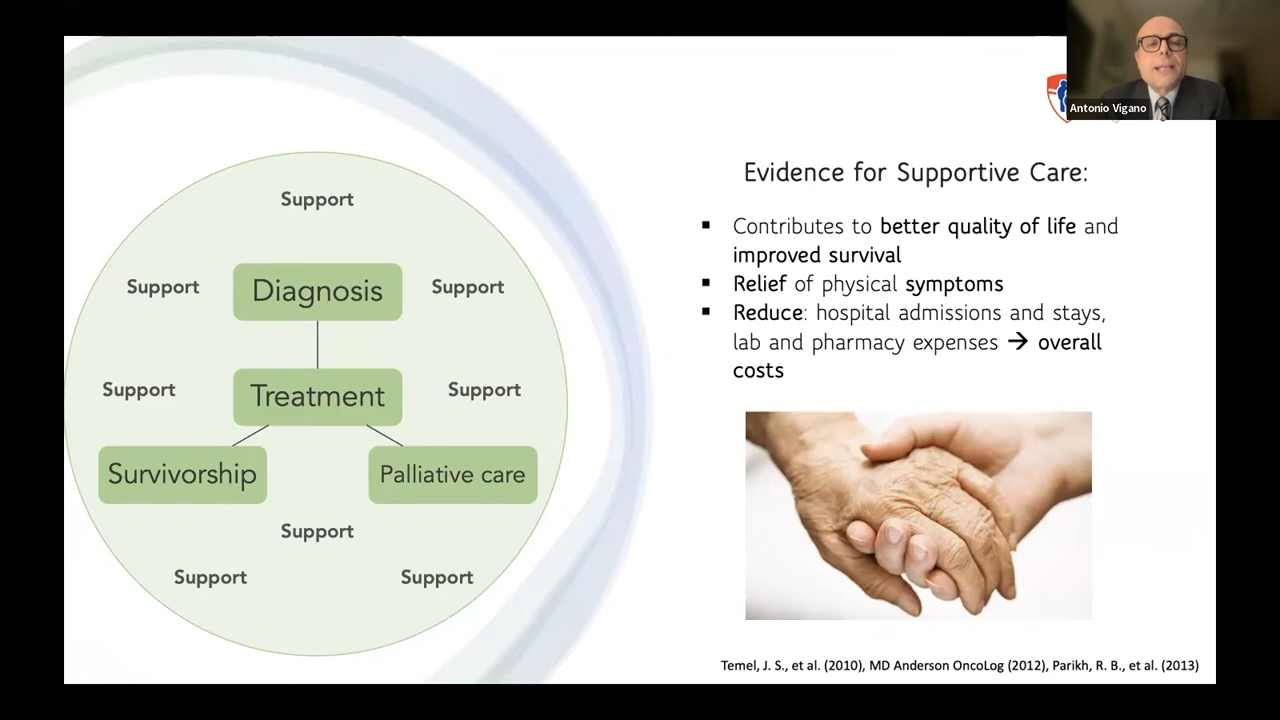 Antonio Vigano
Evidence for Supportive Care:
▪ Contributes to better quality of life and
improved survival
▪ Relief of physical symptoms
▪ Reduce: hospital admissions and stays,
lab and pharmacy expenses → overall
costs
Support
Support
Diagnosis
Support
Support
Treatment
Support
Survivorship
Palliative care
Support
Support
Support
Temel, J. S., et al. (2010), MD Anderson OncoLog (2012), Parikh, R. B., et al. (2013)